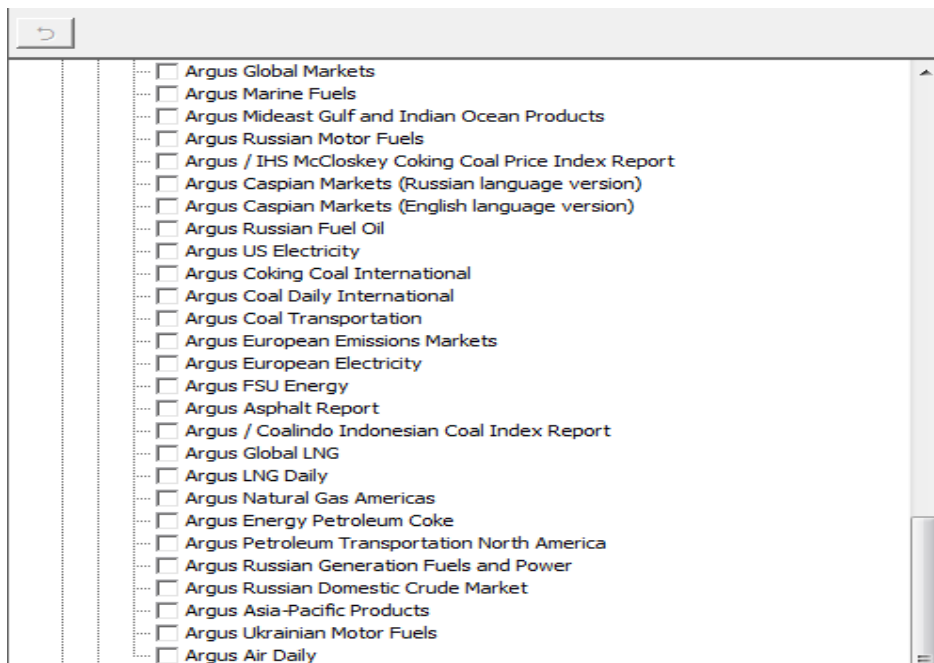 Argus Global Markets
Argus Marine Fuels
Argus Mideast Gulf and Indian Ocean Products
Argus Russian Motor Fuels
Argus / IHS McCloskey Coking Coal Price Index Report
Argus Caspian Markets (Russian language version)
Argus Caspian Markets (English language version)
Argus Russian Fuel Oil
Argus US Electricity
Argus Coking Coal International
Argus Coal Daily International
Argus Coal Transportation
Argus European Emissions Markets
Argus European Electricity
Argus FSU Energy
Argus Asphalt Report
Argus / Coalindo Indonesian Coal Index Report
Argus Global LNG
Argus LNG Daily
Argus Natural Gas Americas
Argus Energy Petroleum Coke
Argus Petroleum Transportation North America
Argus Russian Generation Fuels and Power
Argus Russian Domestic Crude Market
Argus Asia-Pacific Products
Argus Ukrainian Motor Fuels
Argus Air Daily